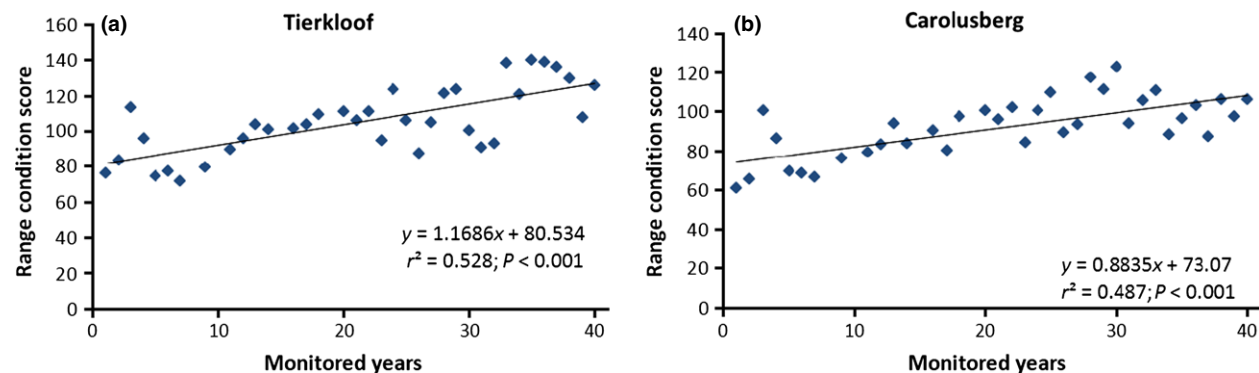 (a)
Tierkloof
Range condition score
160
140
120
100
80
60
40
20
0
0
10
20
30
40
Monitored years
y = 1.1686x + 80.534
r² = 0.528; P < 0.001
(b)
Carolusberg
Range condition score
140
120
100
80
60
40
20
0
0
10
20
30
40
Monitored years
y = 0.8835x + 73.07
r² = 0.487; P < 0.001